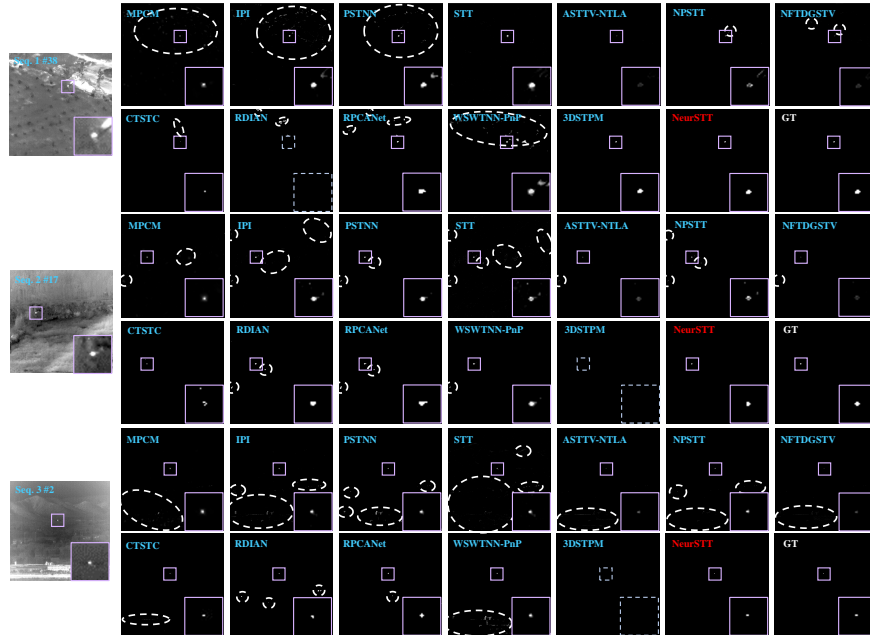 MPCM IPI PSTNN STT ASTTV-NTLA NPSTT NFTDGSTV
Seq. 1 #38
CTSTC RDIAN RPCANet WSWTNN-PnP 3DSTPM NeurSTT GT
MPCM IPI PSTNN STT ASTTV-NTLA NPSTT NFTDGSTV
Seq. 2 #17
CTSTC RDIAN RPCANet WSWTNN-PnP 3DSTPM NeurSTT GT
MPCM IPI PSTNN STT ASTTV-NTLA NPSTT NFTDGSTV
Seq. 3 #2
CTSTC RDIAN RPCANet WSWTNN-PnP 3DSTPM NeurSTT GT